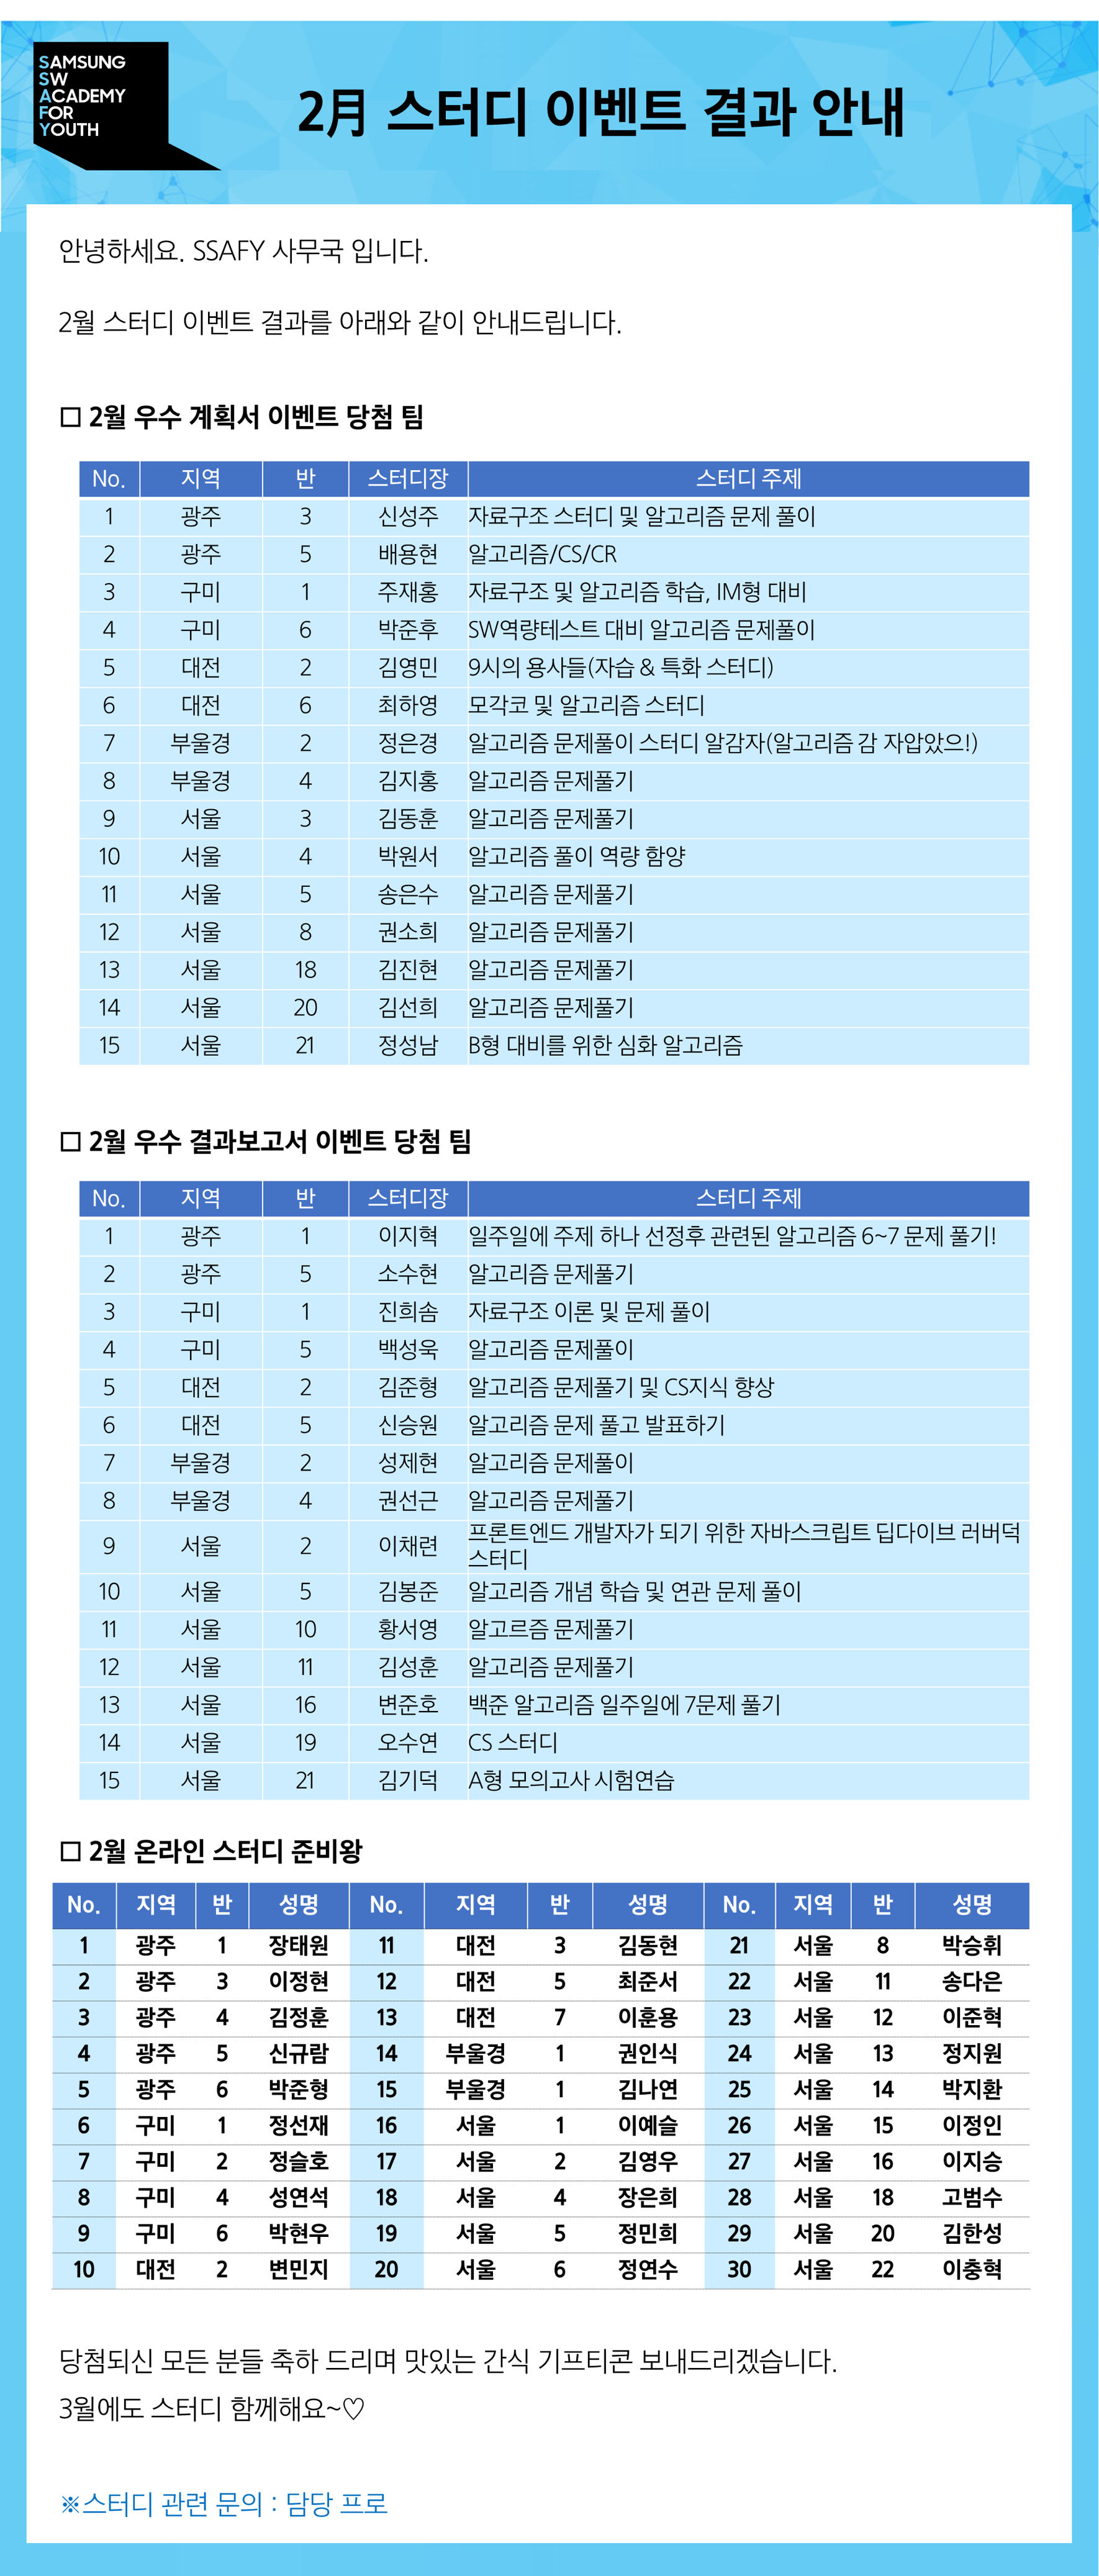 SAMSUNG
SW
ACADEMY
FOR
YOUTH
2月 스터디 이벤트 결과 안내
안녕하세요. SSAFY 사무국 입니다.
2월 스터디 이벤트 결과를 아래와 같이 안내드립니다.
□ 2월 우수 계획서 이벤트 당첨 팀
No. 지역 반 스터디장 스터디 주제
1 광주 3 신성주 자료구조 스터디 및 알고리즘 문제 풀이
2 광주 5 배용현 알고리즘/CS/CR
3 구미 1 주재홍 자료구조 및 알고리즘 학습, IM형 대비
4 구미 6 박준후 SW역량테스트 대비 알고리즘 문제풀이
5 대전 2 김영민 9시의 용사들(자습 & 특화 스터디)
6 대전 6 최하영 모각코 및 알고리즘 스터디
7 부울경 2 정은경 알고리즘 문제풀이 스터디 알감자(알고리즘 감 자압았으!)
8 부울경 4 김지홍 알고리즘 문제풀기
9 서울 3 김동훈 알고리즘 문제풀기
10 서울 4 박원서 알고리즘 풀이 역량 함양
11 서울 5 송은수 알고리즘 문제풀기
12 서울 8 권소희 알고리즘 문제풀기
13 서울 18 김진현 알고리즘 문제풀기
14 서울 20 김선희 알고리즘 문제풀기
15 서울 21 정성남 B형 대비를 위한 심화 알고리즘
□ 2월 우수 결과보고서 이벤트 당첨 팀
No. 지역 반 스터디장 스터디 주제
1 광주 1 이지혁 일주일에 주제 하나 선정후 관련된 알고리즘 6~7 문제 풀기!
2 광주 5 소수현 알고리즘 문제풀기
3 구미 1 진희솜 자료구조 이론 및 문제 풀이
4 구미 5 백성욱 알고리즘 문제풀이
5 대전 2 김준형 알고리즘 문제풀기 및 CS지식 향상
6 대전 5 신승원 알고리즘 문제 풀고 발표하기
7 부울경 2 성제현 알고리즘 문제풀이
8 부울경 4 권선근 알고리즘 문제풀기
9 서울 2 이채련 프론트엔드 개발자가 되기 위한 자바스크립트 딥다이브 러버덕
스터디
10 서울 5 김봉준 알고리즘 개념 학습 및 연관 문제 풀이
11 서울 10 황서영 알고르즘 문제풀기
12 서울 11 김성훈 알고리즘 문제풀기
13 서울 16 변준호 백준 알고리즘 일주일에 7문제 풀기
14 서울 19 오수연 CS 스터디
15 서울 21 김기덕 A형 모의고사 시험연습
□ 2월 온라인 스터디 준비왕
No. 지역 반 성명 No. 지역 반 성명 No. 지역 반 성명
1 광주 1 장태원 11 대전 3 김동현 21 서울 8 박승휘
2 광주 3 이정현 12 대전 5 최준서 22 서울 11 송다은
3 광주 4 김정훈 13 대전 7 이훈용 23 서울 12 이준혁
4 광주 5 신규람 14 부울경 1 권인식 24 서울 13 정지원
5 광주 6 박준형 15 부울경 1 김나연 25 서울 14 박지환
6 구미 1 정선재 16 서울 1 이예슬 26 서울 15 이정인
7 구미 2 정슬호 17 서울 2 김영우 27 서울 16 이지승
8 구미 4 성연석 18 서울 4 장은희 28 서울 18 고범수
9 구미 6 박현우 19 서울 5 정민희 29 서울 20 김한성
10 대전 2 변민지 20 서울 6 정연수 30 서울 22 이충혁
당첨되신 모든 분들 축하 드리며 맛있는 간식 기프티콘 보내드리겠습니다.
3월에도 스터디 함께해요~♡
※스터디 관련 문의 : 담당 프로